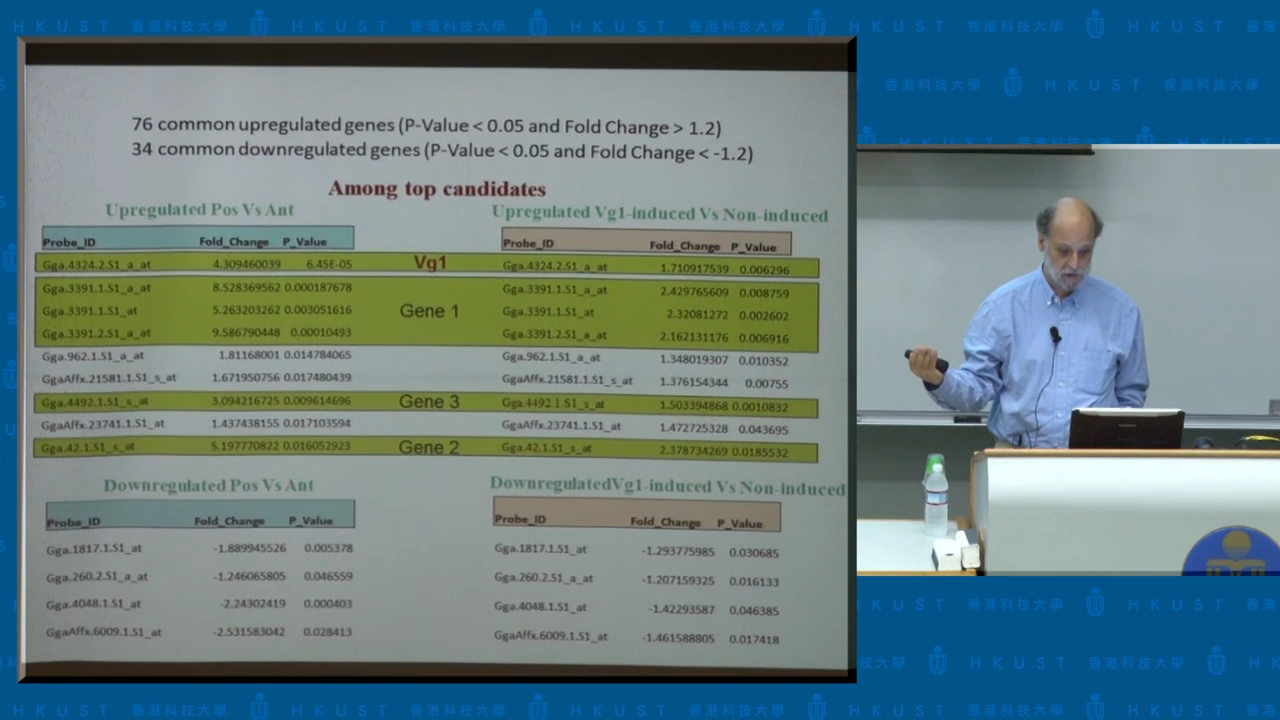 HKUST 香港科技大學
76 common upregulated genes (P-Value < 0.05 and Fold Change > 1.2)
34 common downregulated genes (P-Value < 0.05 and Fold Change < -1.2)
Among top candidates
Upregulated Pos Vs Ant
Upregulated Vg1-induced Vs Non-induced
Probe_ID Fold_Change P_Value Probe_ID Fold_Change P_Value
Gga.4324.2.S1_a_at 4.309460039 6.45E-05 Vg1 Gga.4324.2.S1_a_at 1.710917539 0.006296
Gga.3391.1.S1_a_at 8.528369562 0.000187678 Gga.3391.1.S1_a_at 2.429765609 0.008759
Gga.3391.1.S1_at 5.263203262 0.003051616 Gene 1 Gga.3391.1.S1_at 2.32081272 0.002602
Gga.3391.2.S1_at 9.586790448 0.00010493 Gga.3391.2.S1_at 2.162131176 0.006916
Gga.962.1.S1_a_at 1.81168001 0.014784065 Gga.962.1.S1_a_at 1.348019307 0.010352
GgaAffx.21581.1.S1_s_at 1.671950756 0.017480439 GgaAffx.21581.1.S1_s_at 1.376154344 0.00755
Gga.4492.1.S1_s_at 3.094216725 0.009614696 Gene 3 Gga.4492.1.S1_s_at 1.503394868 0.0010832
GgaAffx.23741.1.S1_at 1.437438155 0.017103594 GgaAffx.23741.1.S1_at 1.472725328 0.043695
Gga.42.1.S1_s_at 5.197770822 0.016052923 Gene 2 Gga.42.1.S1_s_at 2.378734269 0.0185532
Downregulated Pos Vs Ant
DownregulatedVg1-induced Vs Non-induced
Probe_ID Fold_Change P_Value Probe_ID Fold_Change P_Value
Gga.1817.1.S1_at -1.889945526 0.005378 Gga.1817.1.S1_at -1.293775985 0.030685
Gga.260.2.S1_a_at -1.246065805 0.046559 Gga.260.2.S1_a_at -1.207159325 0.016133
Gga.4048.1.S1_at -2.24302419 0.000403 Gga.4048.1.S1_at -1.42293587 0.046385
GgaAffx.6009.1.S1_at -2.531583042 0.028413 GgaAffx.6009.1.S1_at -1.461588805 0.017418